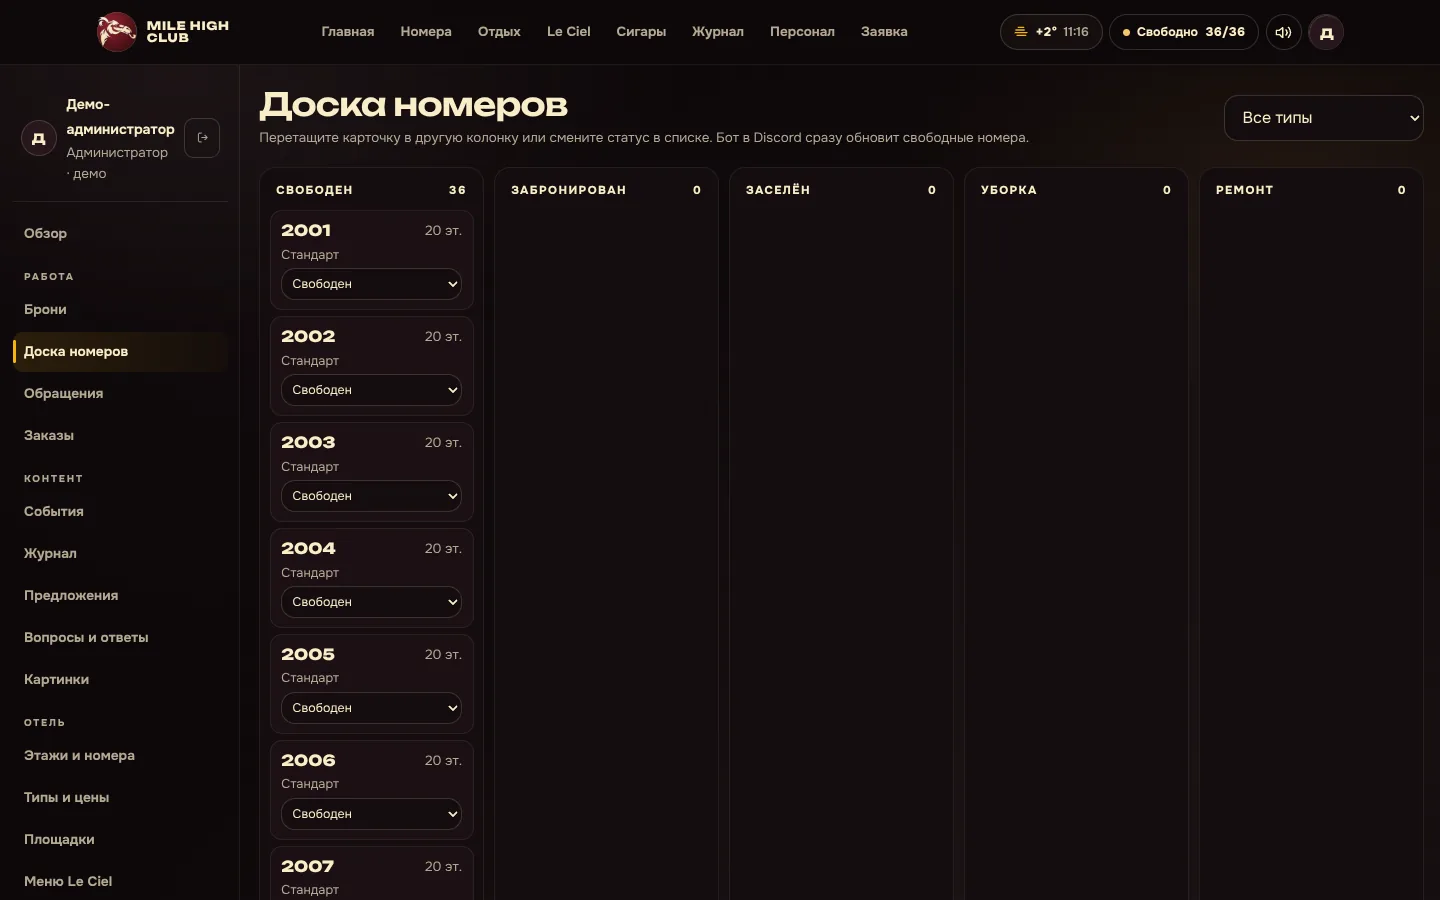 MILE HIGH
CLUB
Главная
Номера
Отдых
Le Ciel
Сигары
Журнал
Персонал
Заявка
+2° 11:16
Свободно 36/36
Д
Д
Демо-
администратор
Администратор
· демо
Обзор
РАБОТА
Брони
Доска номеров
Обращения
Заказы
КОНТЕНТ
События
Журнал
Предложения
Вопросы и ответы
Картинки
ОТЕЛЬ
Этажи и номера
Типы и цены
Площадки
Меню Le Ciel
Доска номеров
Перетащите карточку в другую колонку или смените статус в списке. Бот в Discord сразу обновит свободные номера.
Все типы
СВОБОДЕН 36
2001 20 эт.
Стандарт
Свободен
2002 20 эт.
Стандарт
Свободен
2003 20 эт.
Стандарт
Свободен
2004 20 эт.
Стандарт
Свободен
2005 20 эт.
Стандарт
Свободен
2006 20 эт.
Стандарт
Свободен
2007 20 эт.
Стандарт
ЗАБРОНИРОВАН 0
ЗАСЕЛЁН 0
УБОРКА 0
РЕМОНТ 0